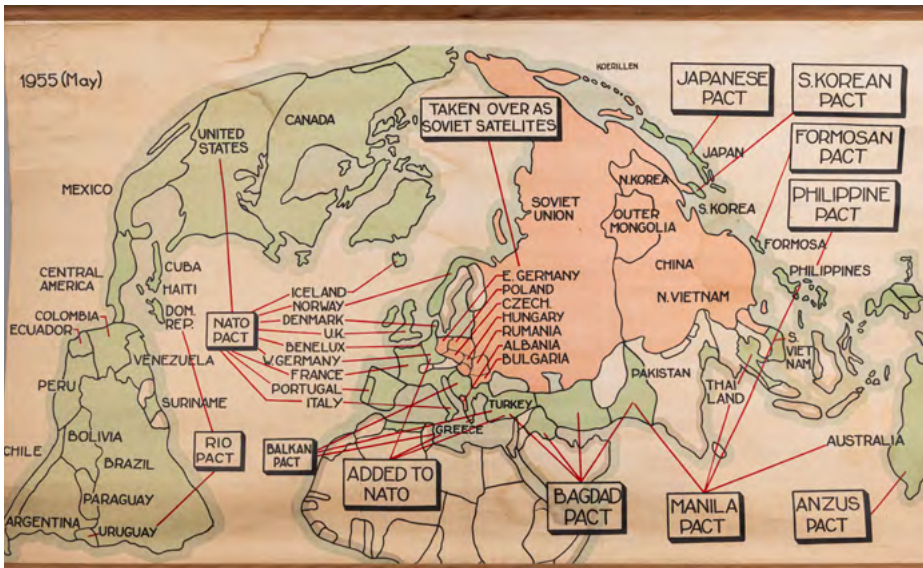 1955 (May)
KOERILLEN
JAPANESE
PACT
S.KOREAN
PACT
TAKEN OVER AS
SOVIET SATELITES
UNITED
STATES
CANADA
FORMOSAN
PACT
JAPAN
MEXICO
N.KOREA
PHILIPPINE
PACT
SOVIET
UNION
S.KOREA
OUTER
MONGOLIA
FORMOSA
CUBA
HAITI
DOM.
REP.
CENTRAL
AMERICA
CHINA
PHILIPPINES
N.VIETNAM
ICELAND
NORWAY
DENMARK
U.K.
BENELUX
W.GERMANY
FRANCE
PORTUGAL
ITALY
NATO
PACT
E.GERMANY
POLAND
CZECH.
HUNGARY
RUMANIA
ALBANIA
BULGARIA
COLOMBIA
ECUADOR
VENEZUELA
S.
VIET
NAM
PAKISTAN
THAI
LAND
PERU
SURINAME
TURKEY
GREECE
BOLIVIA
CHILE
BRAZIL
RIO
PACT
BALKAN
PACT
ADDED TO
NATO
AUSTRALIA
PARAGUAY
BAGDAD
PACT
MANILA
PACT
ANZUS
PACT
ARGENTINA
URUGUAY